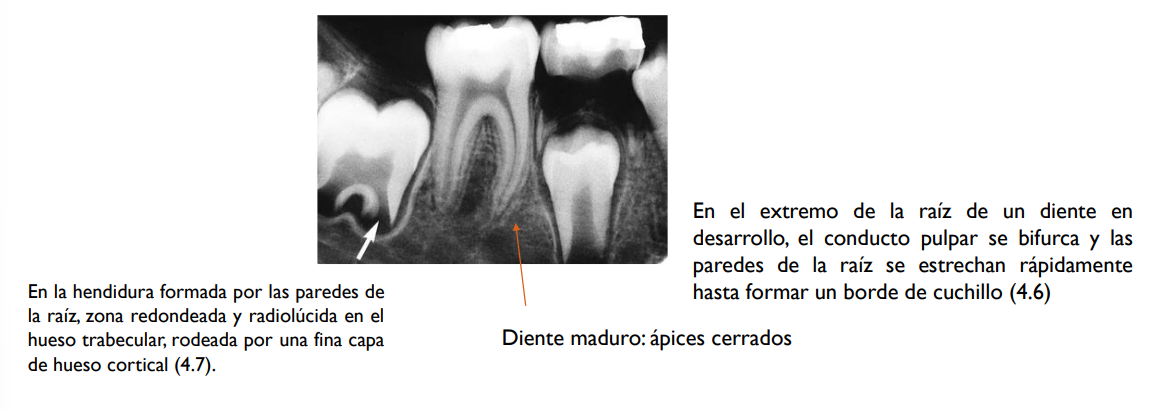 En el extremo de la raíz de un diente en
desarrollo, el conducto pulpar se bifurca y las
paredes de la raíz se estrechan rápidamente
hasta formar un borde de cuchillo (4.6)
En la hendidura formada por las paredes de
la raíz, zona redondeada y radiolúcida en el
hueso trabecular, rodeada por una fina capa
de hueso cortical (4.7).
Diente maduro: ápices cerrados